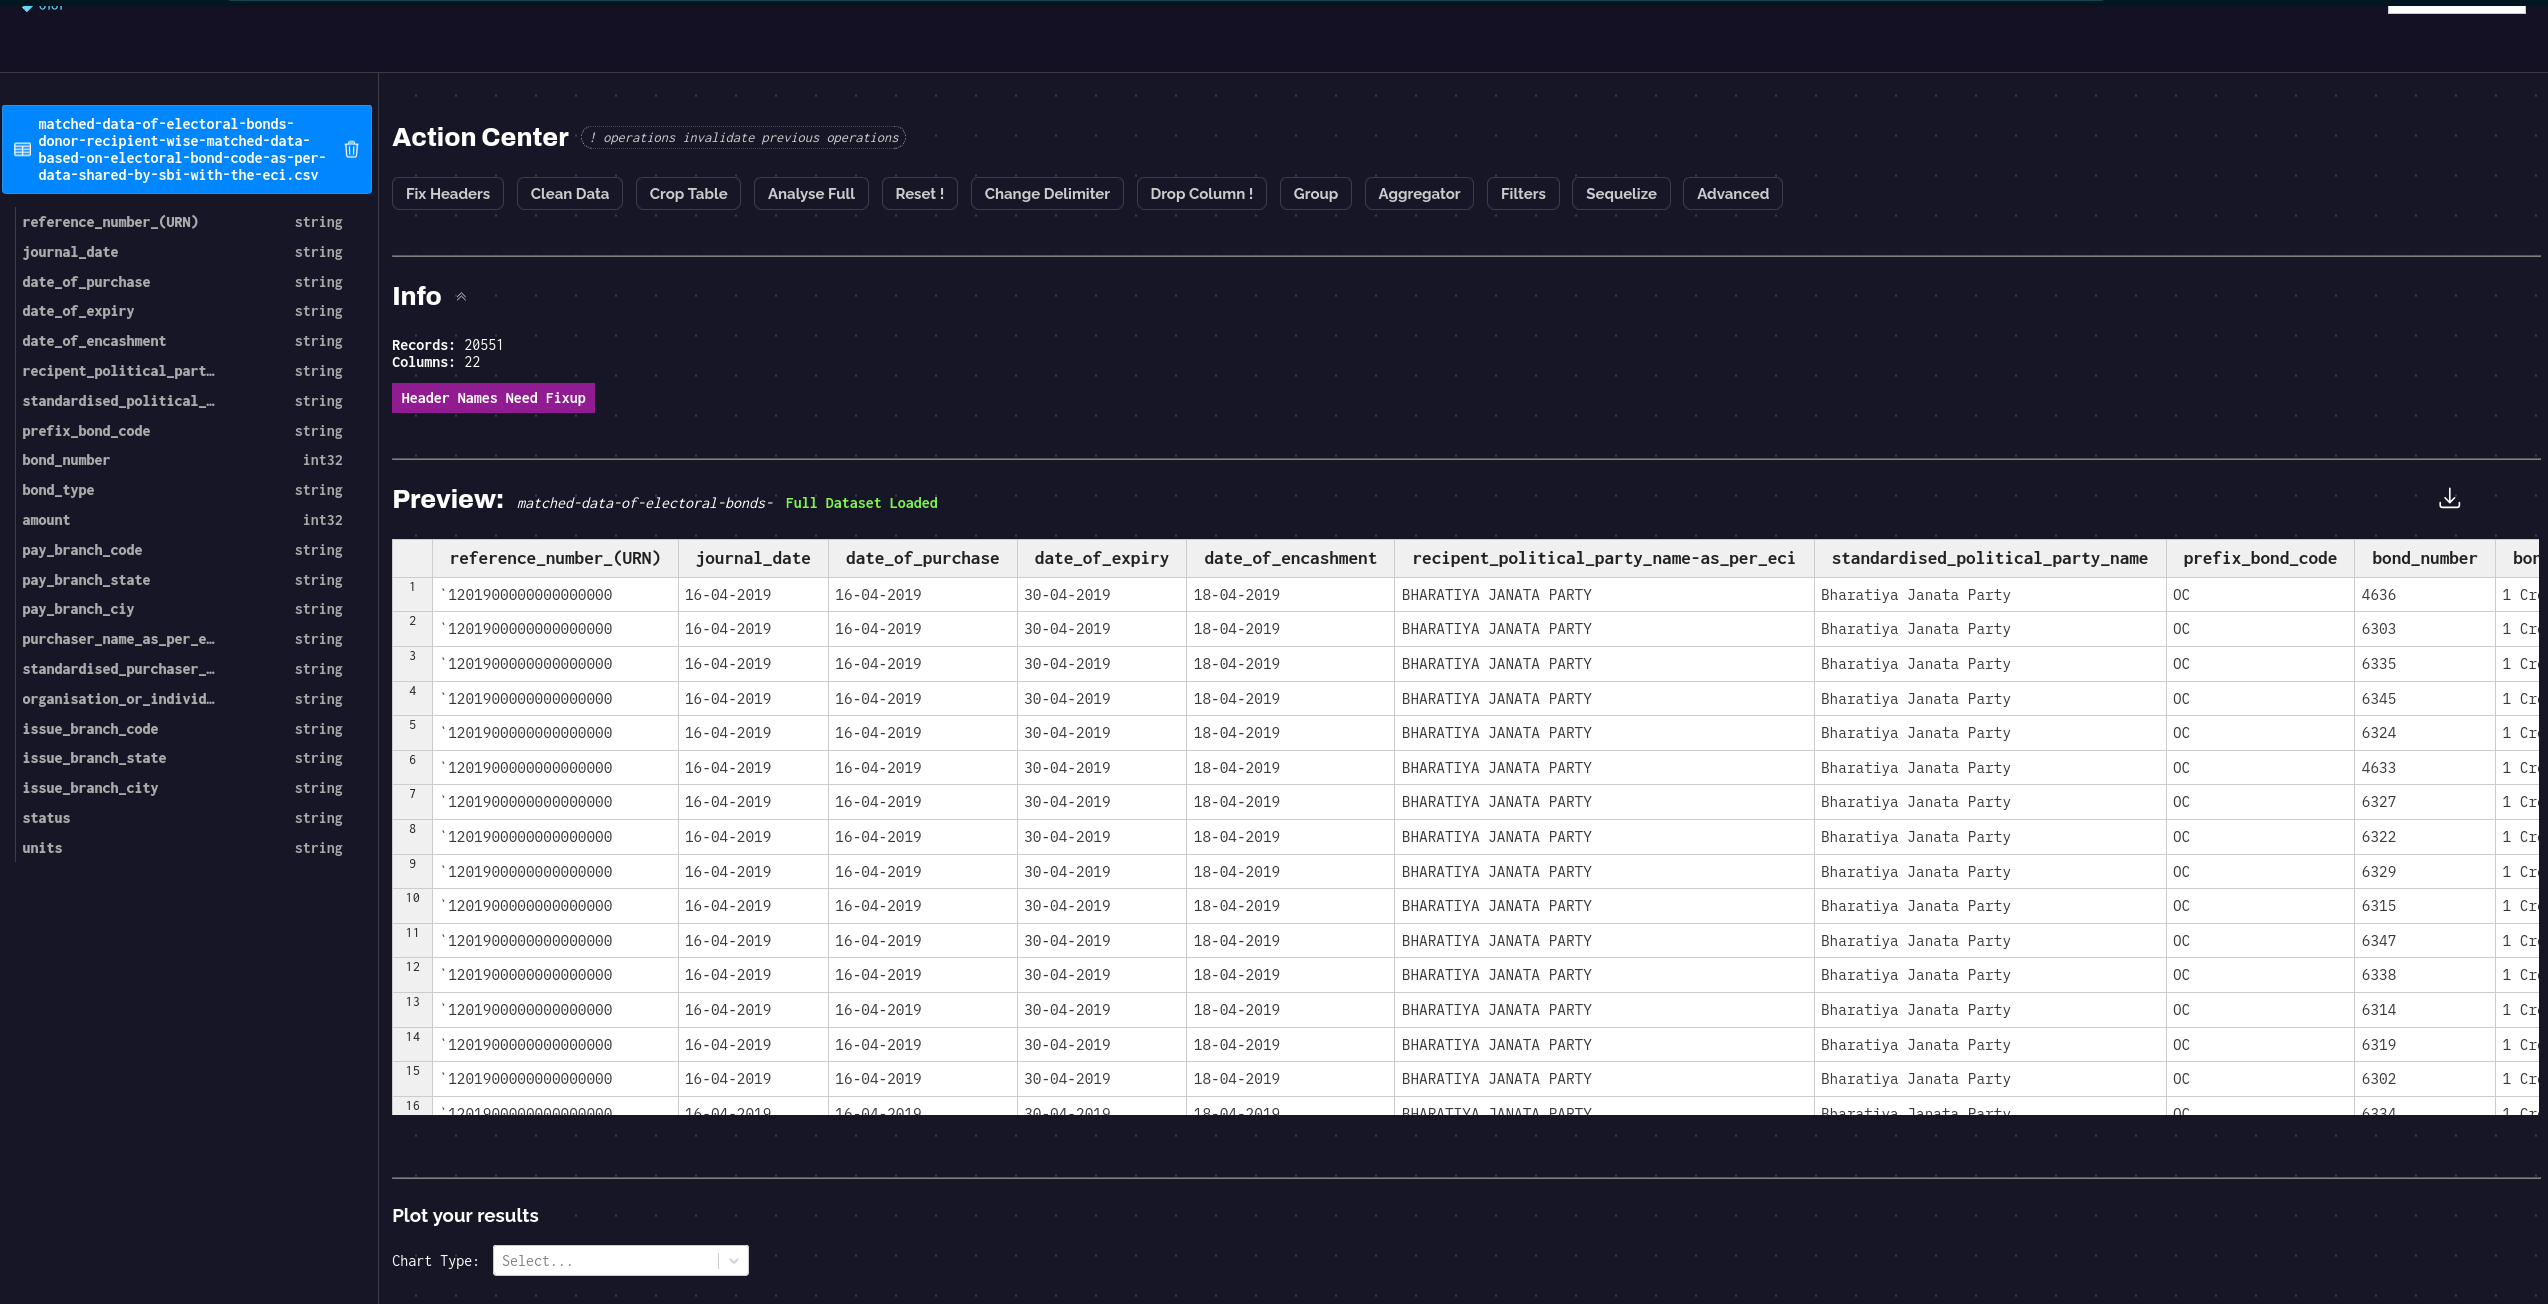 matched-data-of-electoral-bonds-
donor-recipient-wise-matched-data-
based-on-electoral-bond-code-as-per-
data-shared-by-sbi-with-the-eci.csv
reference_number_(URN) string
journal_date string
date_of_purchase string
date_of_expiry string
date_of_encashment string
recipent_political_part… string
standardised_political_… string
prefix_bond_code string
bond_number int32
bond_type string
amount int32
pay_branch_code string
pay_branch_state string
pay_branch_ciy string
purchaser_name_as_per_e… string
standardised_purchaser_… string
organisation_or_individ… string
issue_branch_code string
issue_branch_state string
issue_branch_city string
status string
units string
Action Center ! operations invalidate previous operations
Fix Headers Clean Data Crop Table Analyse Full Reset ! Change Delimiter Drop Column ! Group Aggregator Filters Sequelize Advanced
Info
Records: 20551
Columns: 22
Header Names Need Fixup
Preview: matched-data-of-electoral-bonds- Full Dataset Loaded
reference_number_(URN) journal_date date_of_purchase date_of_expiry date_of_encashment recipent_political_party_name-as_per_eci standardised_political_party_name prefix_bond_code bond_number bon
1 `1201900000000000000 16-04-2019 16-04-2019 30-04-2019 18-04-2019 BHARATIYA JANATA PARTY Bharatiya Janata Party OC 4636 1 Cr
2 `1201900000000000000 16-04-2019 16-04-2019 30-04-2019 18-04-2019 BHARATIYA JANATA PARTY Bharatiya Janata Party OC 6303 1 Cr
3 `1201900000000000000 16-04-2019 16-04-2019 30-04-2019 18-04-2019 BHARATIYA JANATA PARTY Bharatiya Janata Party OC 6335 1 Cr
4 `1201900000000000000 16-04-2019 16-04-2019 30-04-2019 18-04-2019 BHARATIYA JANATA PARTY Bharatiya Janata Party OC 6345 1 Cr
5 `1201900000000000000 16-04-2019 16-04-2019 30-04-2019 18-04-2019 BHARATIYA JANATA PARTY Bharatiya Janata Party OC 6324 1 Cr
6 `1201900000000000000 16-04-2019 16-04-2019 30-04-2019 18-04-2019 BHARATIYA JANATA PARTY Bharatiya Janata Party OC 4633 1 Cr
7 `1201900000000000000 16-04-2019 16-04-2019 30-04-2019 18-04-2019 BHARATIYA JANATA PARTY Bharatiya Janata Party OC 6327 1 Cr
8 `1201900000000000000 16-04-2019 16-04-2019 30-04-2019 18-04-2019 BHARATIYA JANATA PARTY Bharatiya Janata Party OC 6322 1 Cr
9 `1201900000000000000 16-04-2019 16-04-2019 30-04-2019 18-04-2019 BHARATIYA JANATA PARTY Bharatiya Janata Party OC 6329 1 Cr
10 `1201900000000000000 16-04-2019 16-04-2019 30-04-2019 18-04-2019 BHARATIYA JANATA PARTY Bharatiya Janata Party OC 6315 1 Cr
11 `1201900000000000000 16-04-2019 16-04-2019 30-04-2019 18-04-2019 BHARATIYA JANATA PARTY Bharatiya Janata Party OC 6347 1 Cr
12 `1201900000000000000 16-04-2019 16-04-2019 30-04-2019 18-04-2019 BHARATIYA JANATA PARTY Bharatiya Janata Party OC 6338 1 Cr
13 `1201900000000000000 16-04-2019 16-04-2019 30-04-2019 18-04-2019 BHARATIYA JANATA PARTY Bharatiya Janata Party OC 6314 1 Cr
14 `1201900000000000000 16-04-2019 16-04-2019 30-04-2019 18-04-2019 BHARATIYA JANATA PARTY Bharatiya Janata Party OC 6319 1 Cr
15 `1201900000000000000 16-04-2019 16-04-2019 30-04-2019 18-04-2019 BHARATIYA JANATA PARTY Bharatiya Janata Party OC 6302 1 Cr
16 `1201900000000000000 16-04-2019 16-04-2019 30-04-2019 18-04-2019 BHARATIYA JANATA PARTY Bharatiya Janata Party OC 6334 1 Cr
Plot your results
Chart Type: Select...